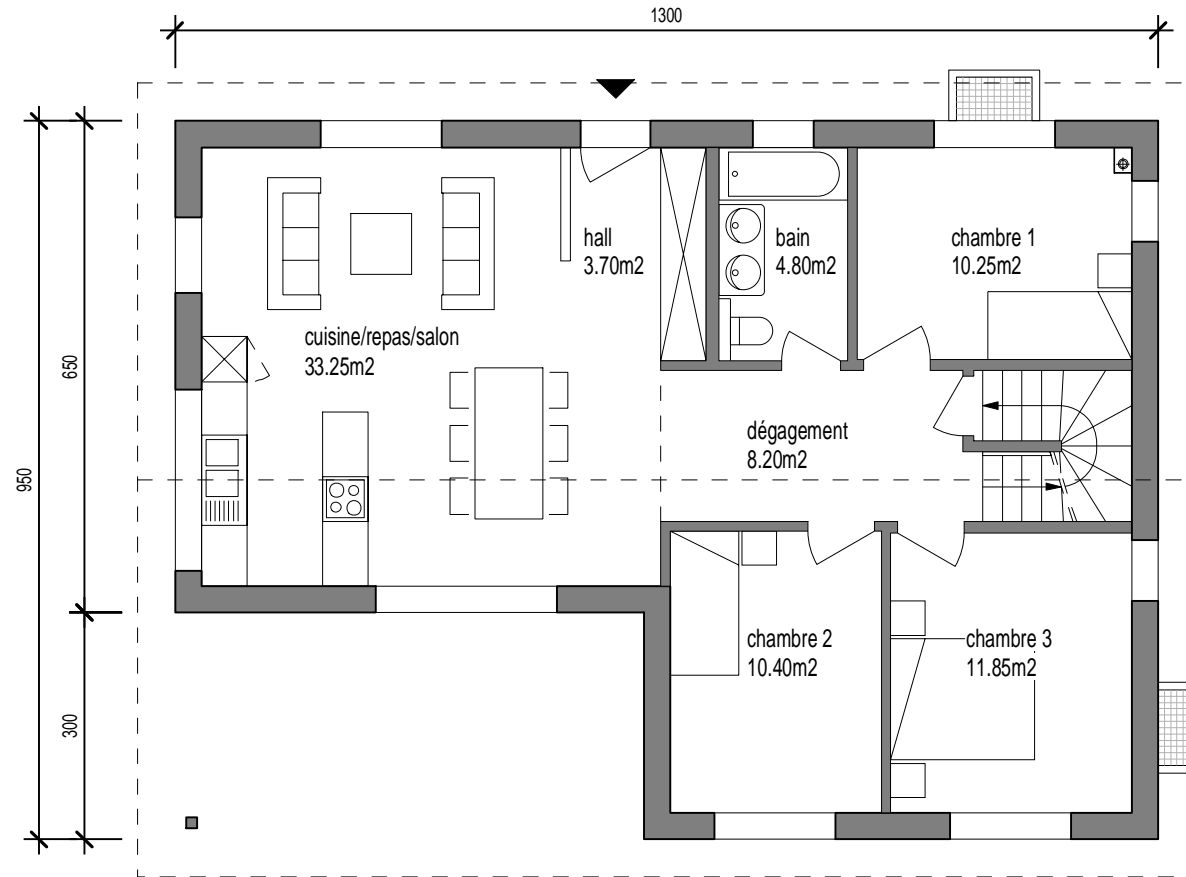 1300
hall
3.70m2
bain
4.80m2
chambre 1
10.25m2
cuisine/repas/salon
33.25m2
650
dégagement
8.20m2
950
chambre 2
10.40m2
chambre 3
11.85m2
300